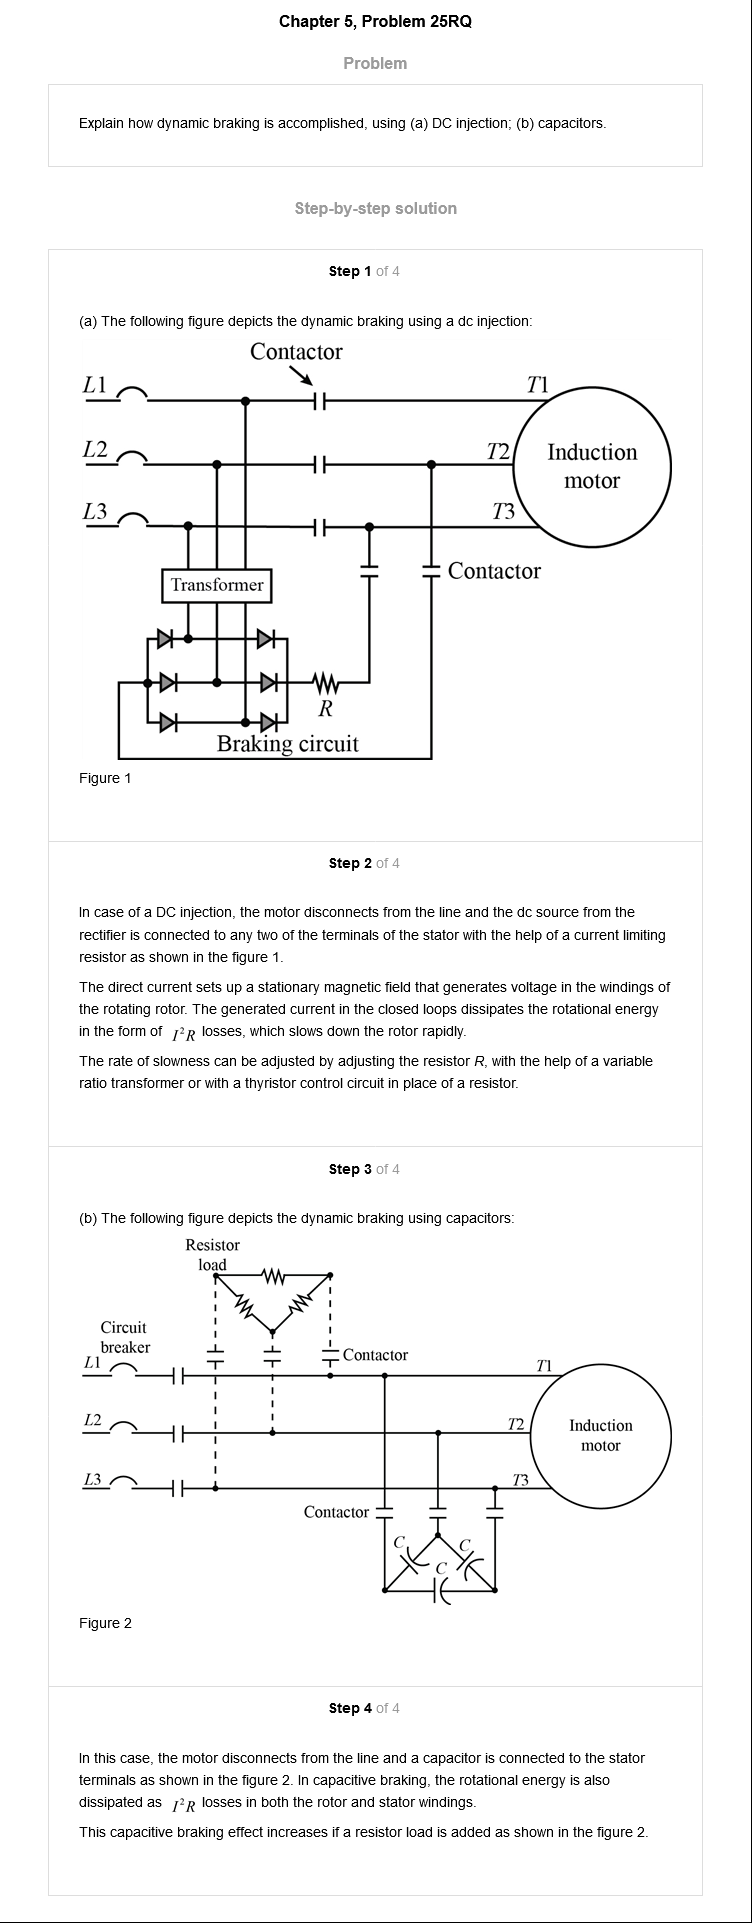 Chapter 5, Problem 25RQ
Problem
Explain how dynamic braking is accomplished, using (a) DC injection; (b) capacitors.
Step-by-step solution
Step 1 of 4
(a) The following figure depicts the dynamic braking using a dc injection:
Contactor
L1
T1
L2
T2
Induction
motor
L3
T3
Transformer
Contactor
R
Braking circuit
Figure 1
Step 2 of 4
In case of a DC injection, the motor disconnects from the line and the dc source from the
rectifier is connected to any two of the terminals of the stator with the help of a current limiting
resistor as shown in the figure 1.
The direct current sets up a stationary magnetic field that generates voltage in the windings of
the rotating rotor. The generated current in the closed loops dissipates the rotational energy
in the form of I²R losses, which slows down the rotor rapidly.
The rate of slowness can be adjusted by adjusting the resistor R, with the help of a variable
ratio transformer or with a thyristor control circuit in place of a resistor.
Step 3 of 4
(b) The following figure depicts the dynamic braking using capacitors:
Resistor
load
Circuit
breaker
Contactor
L1
T1
L2
T2
Induction
motor
L3
T3
Contactor
C
C
C
Figure 2
Step 4 of 4
In this case, the motor disconnects from the line and a capacitor is connected to the stator
terminals as shown in the figure 2. In capacitive braking, the rotational energy is also
dissipated as I²R losses in both the rotor and stator windings.
This capacitive braking effect increases if a resistor load is added as shown in the figure 2.